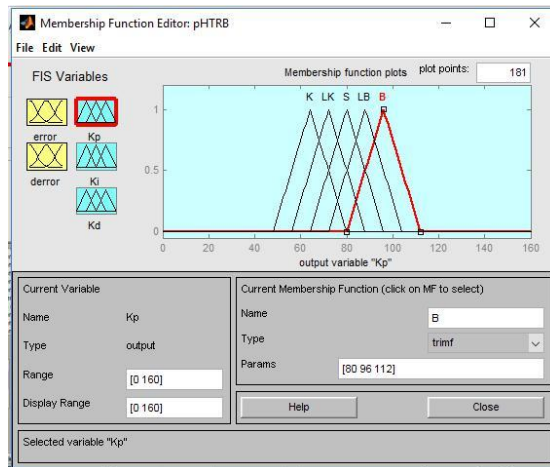 Membership Function Editor: pHTRB
File Edit View
FIS Variables
Membership function plots plot points: 181
error Kp
derror Ki
Kd
K LK S LB B
1
0.5
0
0 20 40 60 80 100 120 140 160
output variable "Kp"
Current Variable
Name Kp
Type output
Range [0 160]
Display Range [0 160]
Current Membership Function (click on MF to select)
Name B
Type trimf
Params [80 96 112]
Help Close
Selected variable "Kp"